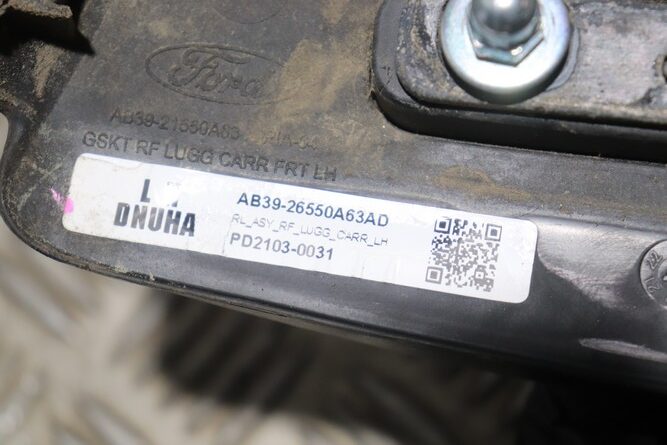 Ford
AB39-21550A63
GSKT RF LUGG CARR FRT LH
DNUHA
AB39-26550A63AD
RL_ASY_RF_LUGG_CARR_LH
PD2103-0031